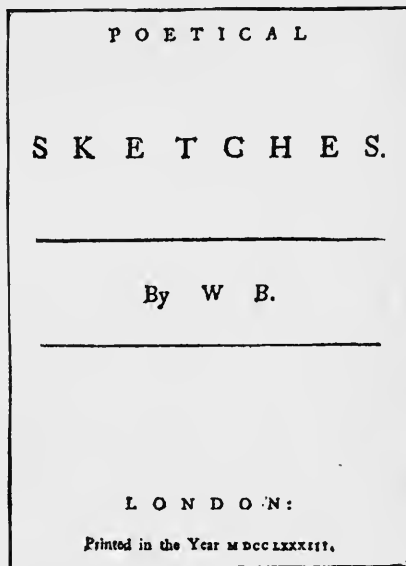 POETICAL
SKETCHES.
By W B.
LONDON:
Printed in the Year MDCCLXXXIII.